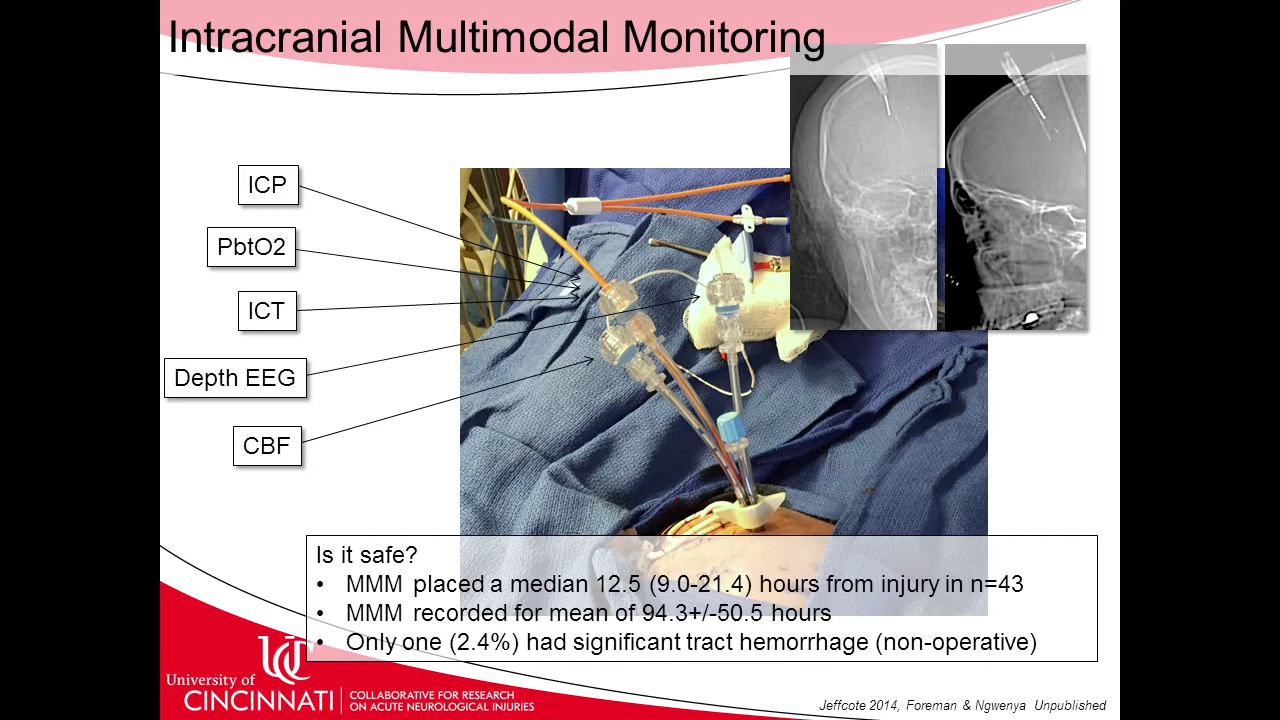 Intracranial Multimodal Monitoring
ICP
PbtO2
ICT
Depth EEG
CBF
Is it safe?
• MMM placed a median 12.5 (9.0-21.4) hours from injury in n=43
• MMM recorded for mean of 94.3+/-50.5 hours
• Only one (2.4%) had significant tract hemorrhage (non-operative)
UC
University of
CINCINNATI
COLLABORATIVE FOR RESEARCH
ON ACUTE NEUROLOGICAL INJURIES
Jeffcote 2014, Foreman & Ngwenya Unpublished